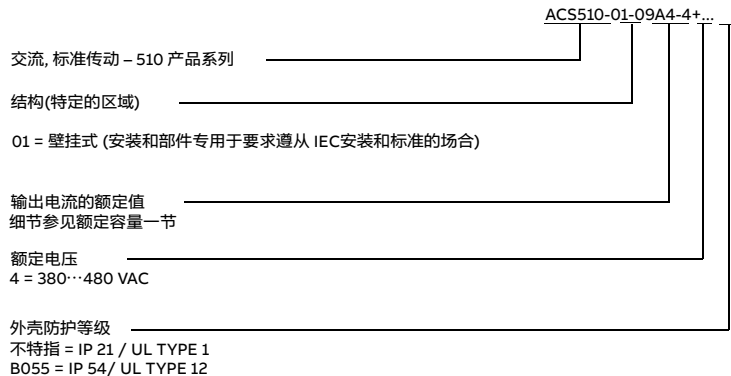 ACS510-01-09A4-4+...
交流, 标准传动 – 510 产品系列
结构(特定的区域)
01 = 壁挂式 (安装和部件专用于要求遵从 IEC安装和标准的场合)
输出电流的额定值
细节参见额定容量一节
额定电压
4 = 380…480 VAC
外壳防护等级
不特指 = IP 21 / UL TYPE 1
B055 = IP 54/ UL TYPE 12